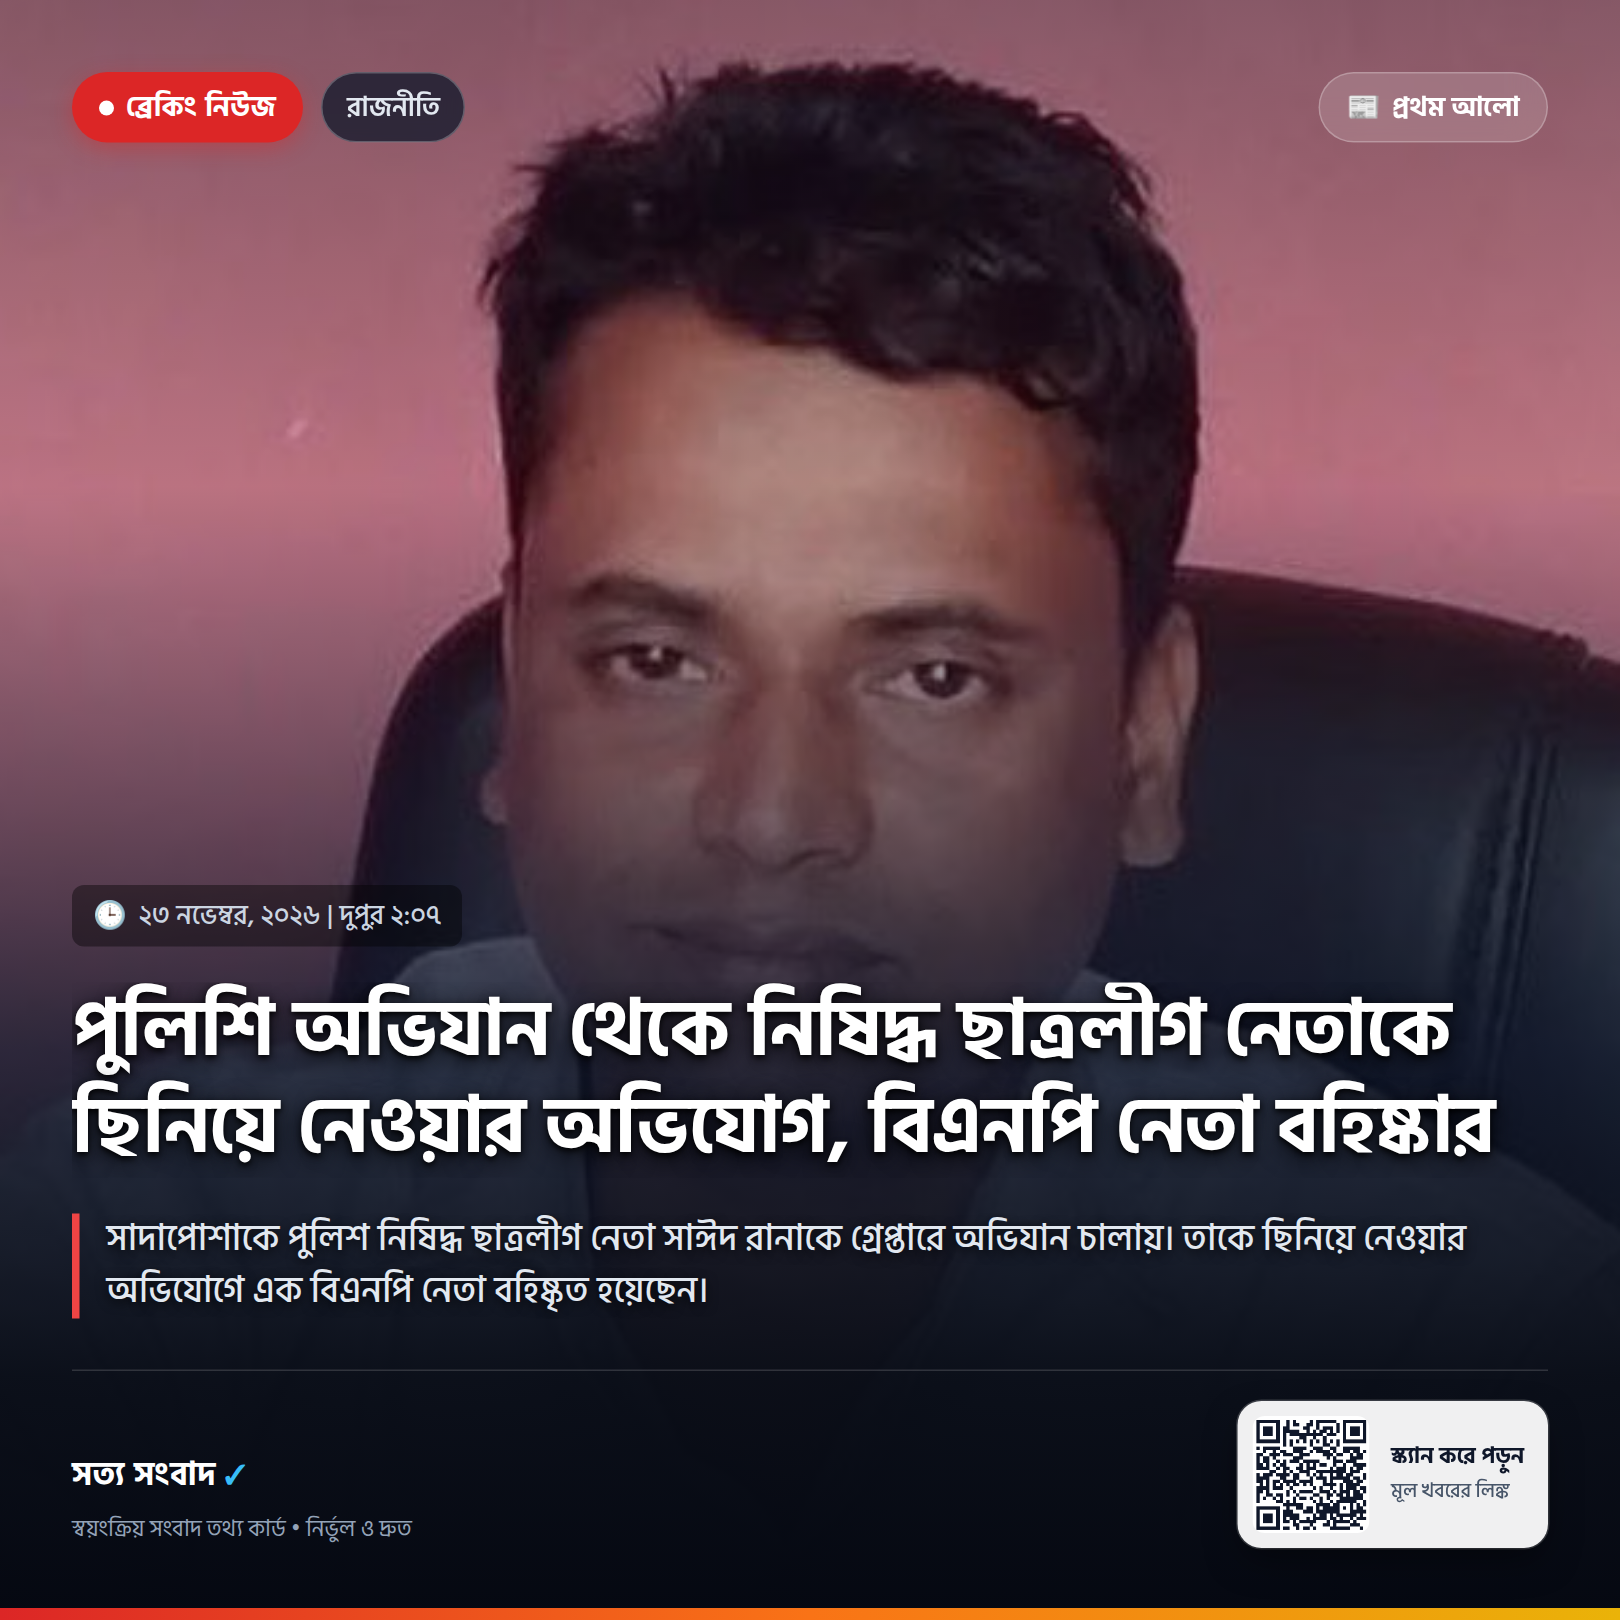 ব্রেকিং নিউজ
রাজনীতি
প্রথম আলো
২৩ নভেম্বর, ২০২৬ | দুপুর ২:০৭
পুলিশি অভিযান থেকে নিষিদ্ধ ছাত্রলীগ নেতাকে
ছিনিয়ে নেওয়ার অভিযোগ, বিএনপি নেতা বহিষ্কার
সাদাপোশাকে পুলিশ নিষিদ্ধ ছাত্রলীগ নেতা সাঈদ রানাকে গ্রেপ্তারে অভিযান চালায়। তাকে ছিনিয়ে নেওয়ার
অভিযোগে এক বিএনপি নেতা বহিষ্কৃত হয়েছেন।
সত্য সংবাদ ✓
স্বয়ংক্রিয় সংবাদ তথ্য কার্ড • নির্ভুল ও দ্রুত
স্ক্যান করে পড়ুন
মূল খবরের লিঙ্ক